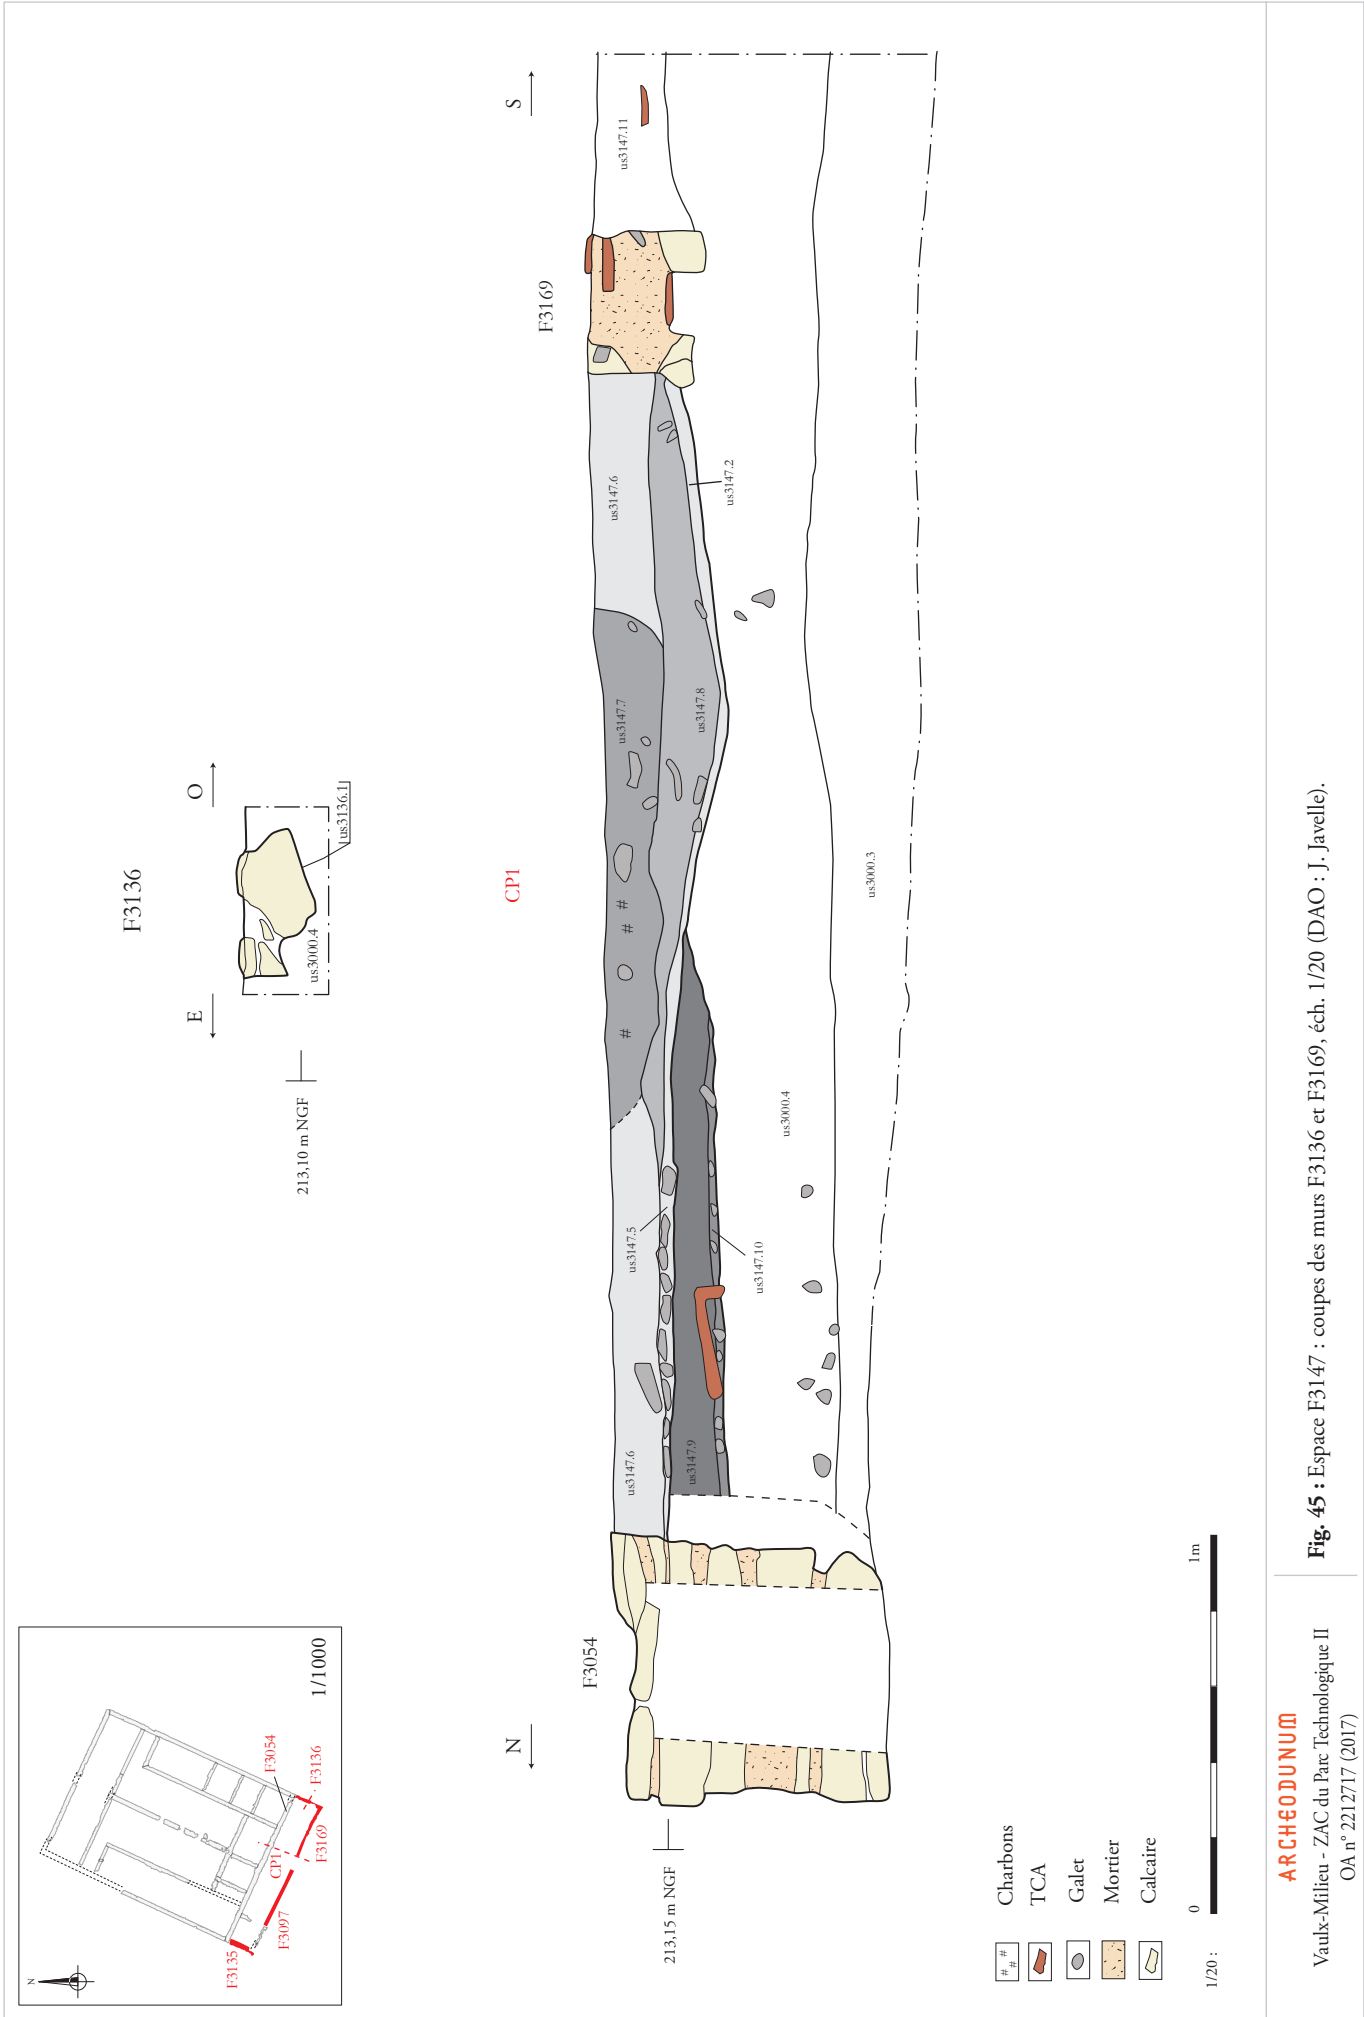 N
1/1000
F3054
F3136
CP1
F3169
F3097
F3135
F3136
E
O
us3136.1
us3000.4
213,10 m NGF
CP1
N
S
F3054
F3169
us3147.6
us3147.5
us3147.7
us3147.6
us3147.11
us3147.9
us3147.10
us3147.8
us3147.2
us3000.4
us3000.3
213,15 m NGF
# #
#
Charbons
TCA
Galet
Mortier
Calcaire
1/20 :
0
1m
ARCHEODUNUM
Vaulx-Milieu - ZAC du Parc Technologique II
OA n° 2212717 (2017)
Fig. 45 : Espace F3147 : coupes des murs F3136 et F3169, éch. 1/20 (DAO : J. Javelle).